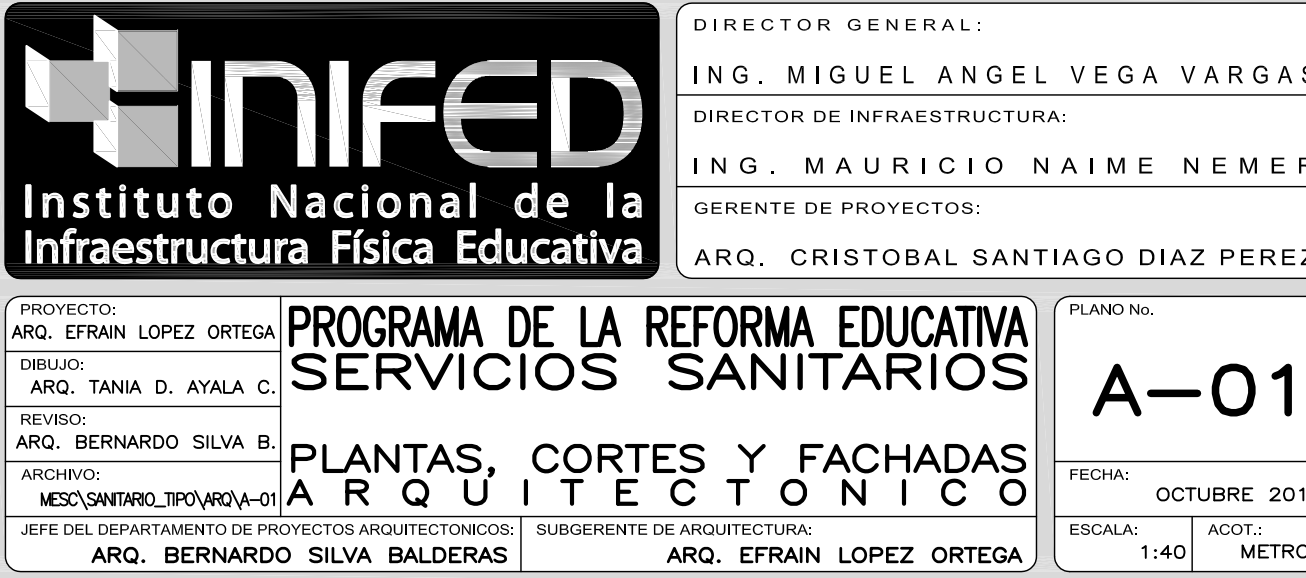 INIFED
Instituto Nacional de la
Infraestructura Física Educativa
DIRECTOR GENERAL:
ING. MIGUEL ANGEL VEGA VARGAS
DIRECTOR DE INFRAESTRUCTURA:
ING. MAURICIO NAIME NEMER
GERENTE DE PROYECTOS:
ARQ. CRISTOBAL SANTIAGO DIAZ PEREZ
PROYECTO:
ARQ. EFRAIN LOPEZ ORTEGA
DIBUJO:
ARQ. TANIA D. AYALA C.
REVISO:
ARQ. BERNARDO SILVA B.
ARCHIVO:
MESC\SANITARIO_TIPO\ARQ\A-01
PROGRAMA DE LA REFORMA EDUCATIVA
SERVICIOS SANITARIOS
PLANTAS, CORTES Y FACHADAS
ARQUITECTONICO
JEFE DEL DEPARTAMENTO DE PROYECTOS ARQUITECTONICOS:
ARQ. BERNARDO SILVA BALDERAS
SUBGERENTE DE ARQUITECTURA:
ARQ. EFRAIN LOPEZ ORTEGA
PLANO No.
A-01
FECHA:
OCTUBRE 201
ESCALA:
1:40
ACOT.:
METRO